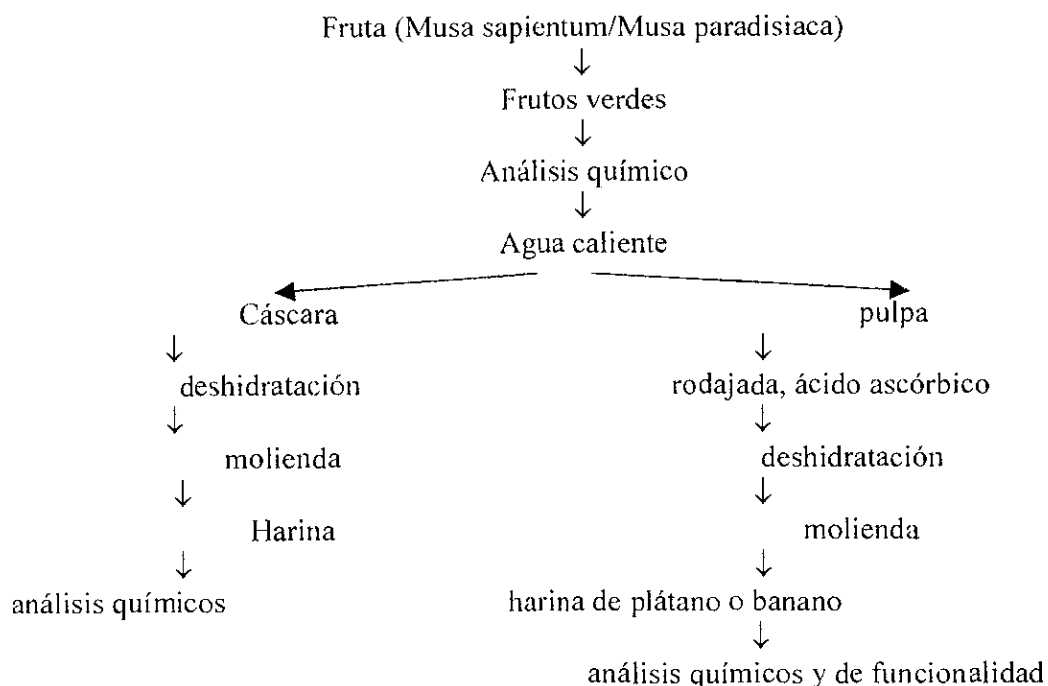 Fruta (Musa sapientum/Musa paradisiaca)
↓
Frutos verdes
↓
Análisis químico
↓
Agua caliente
Cáscara pulpa
↓ ↓
deshidratación rodajada, ácido ascórbico
↓ ↓
molienda deshidratación
↓ ↓
Harina molienda
↓ ↓
análisis químicos harina de plátano o banano
↓
análisis químicos y de funcionalidad